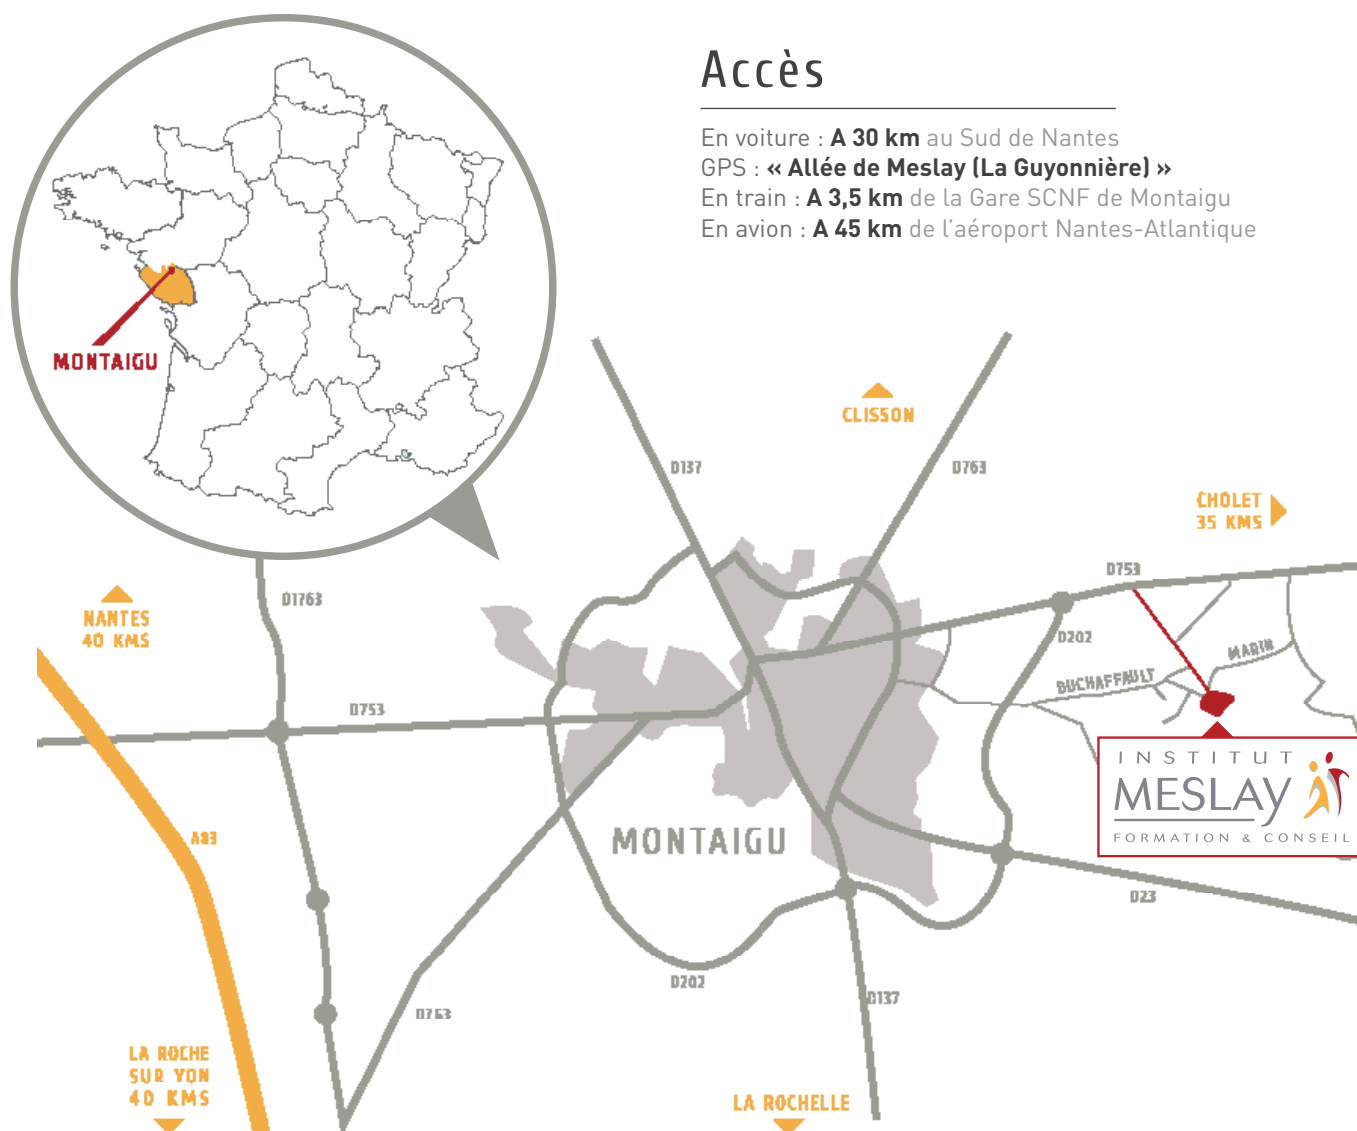 Accès
En voiture : A 30 km au Sud de Nantes
GPS : « Allée de Meslay (La Guyonnière) »
En train : A 3,5 km de la Gare SCNF de Montaigu
En avion : A 45 km de l'aéroport Nantes-Atlantique
MONTAIGU
CLISSON
D137
D763
CHOLET
35 KMS
D753
NANTES
40 KMS
D1763
D202
MARIN
DUCHAFFAULT
D753
INSTITUT
MESLAY
FORMATION & CONSEIL
A83
MONTAIGU
D23
D202
D137
D763
LA ROCHE
SUR YON
40 KMS
LA ROCHELLE